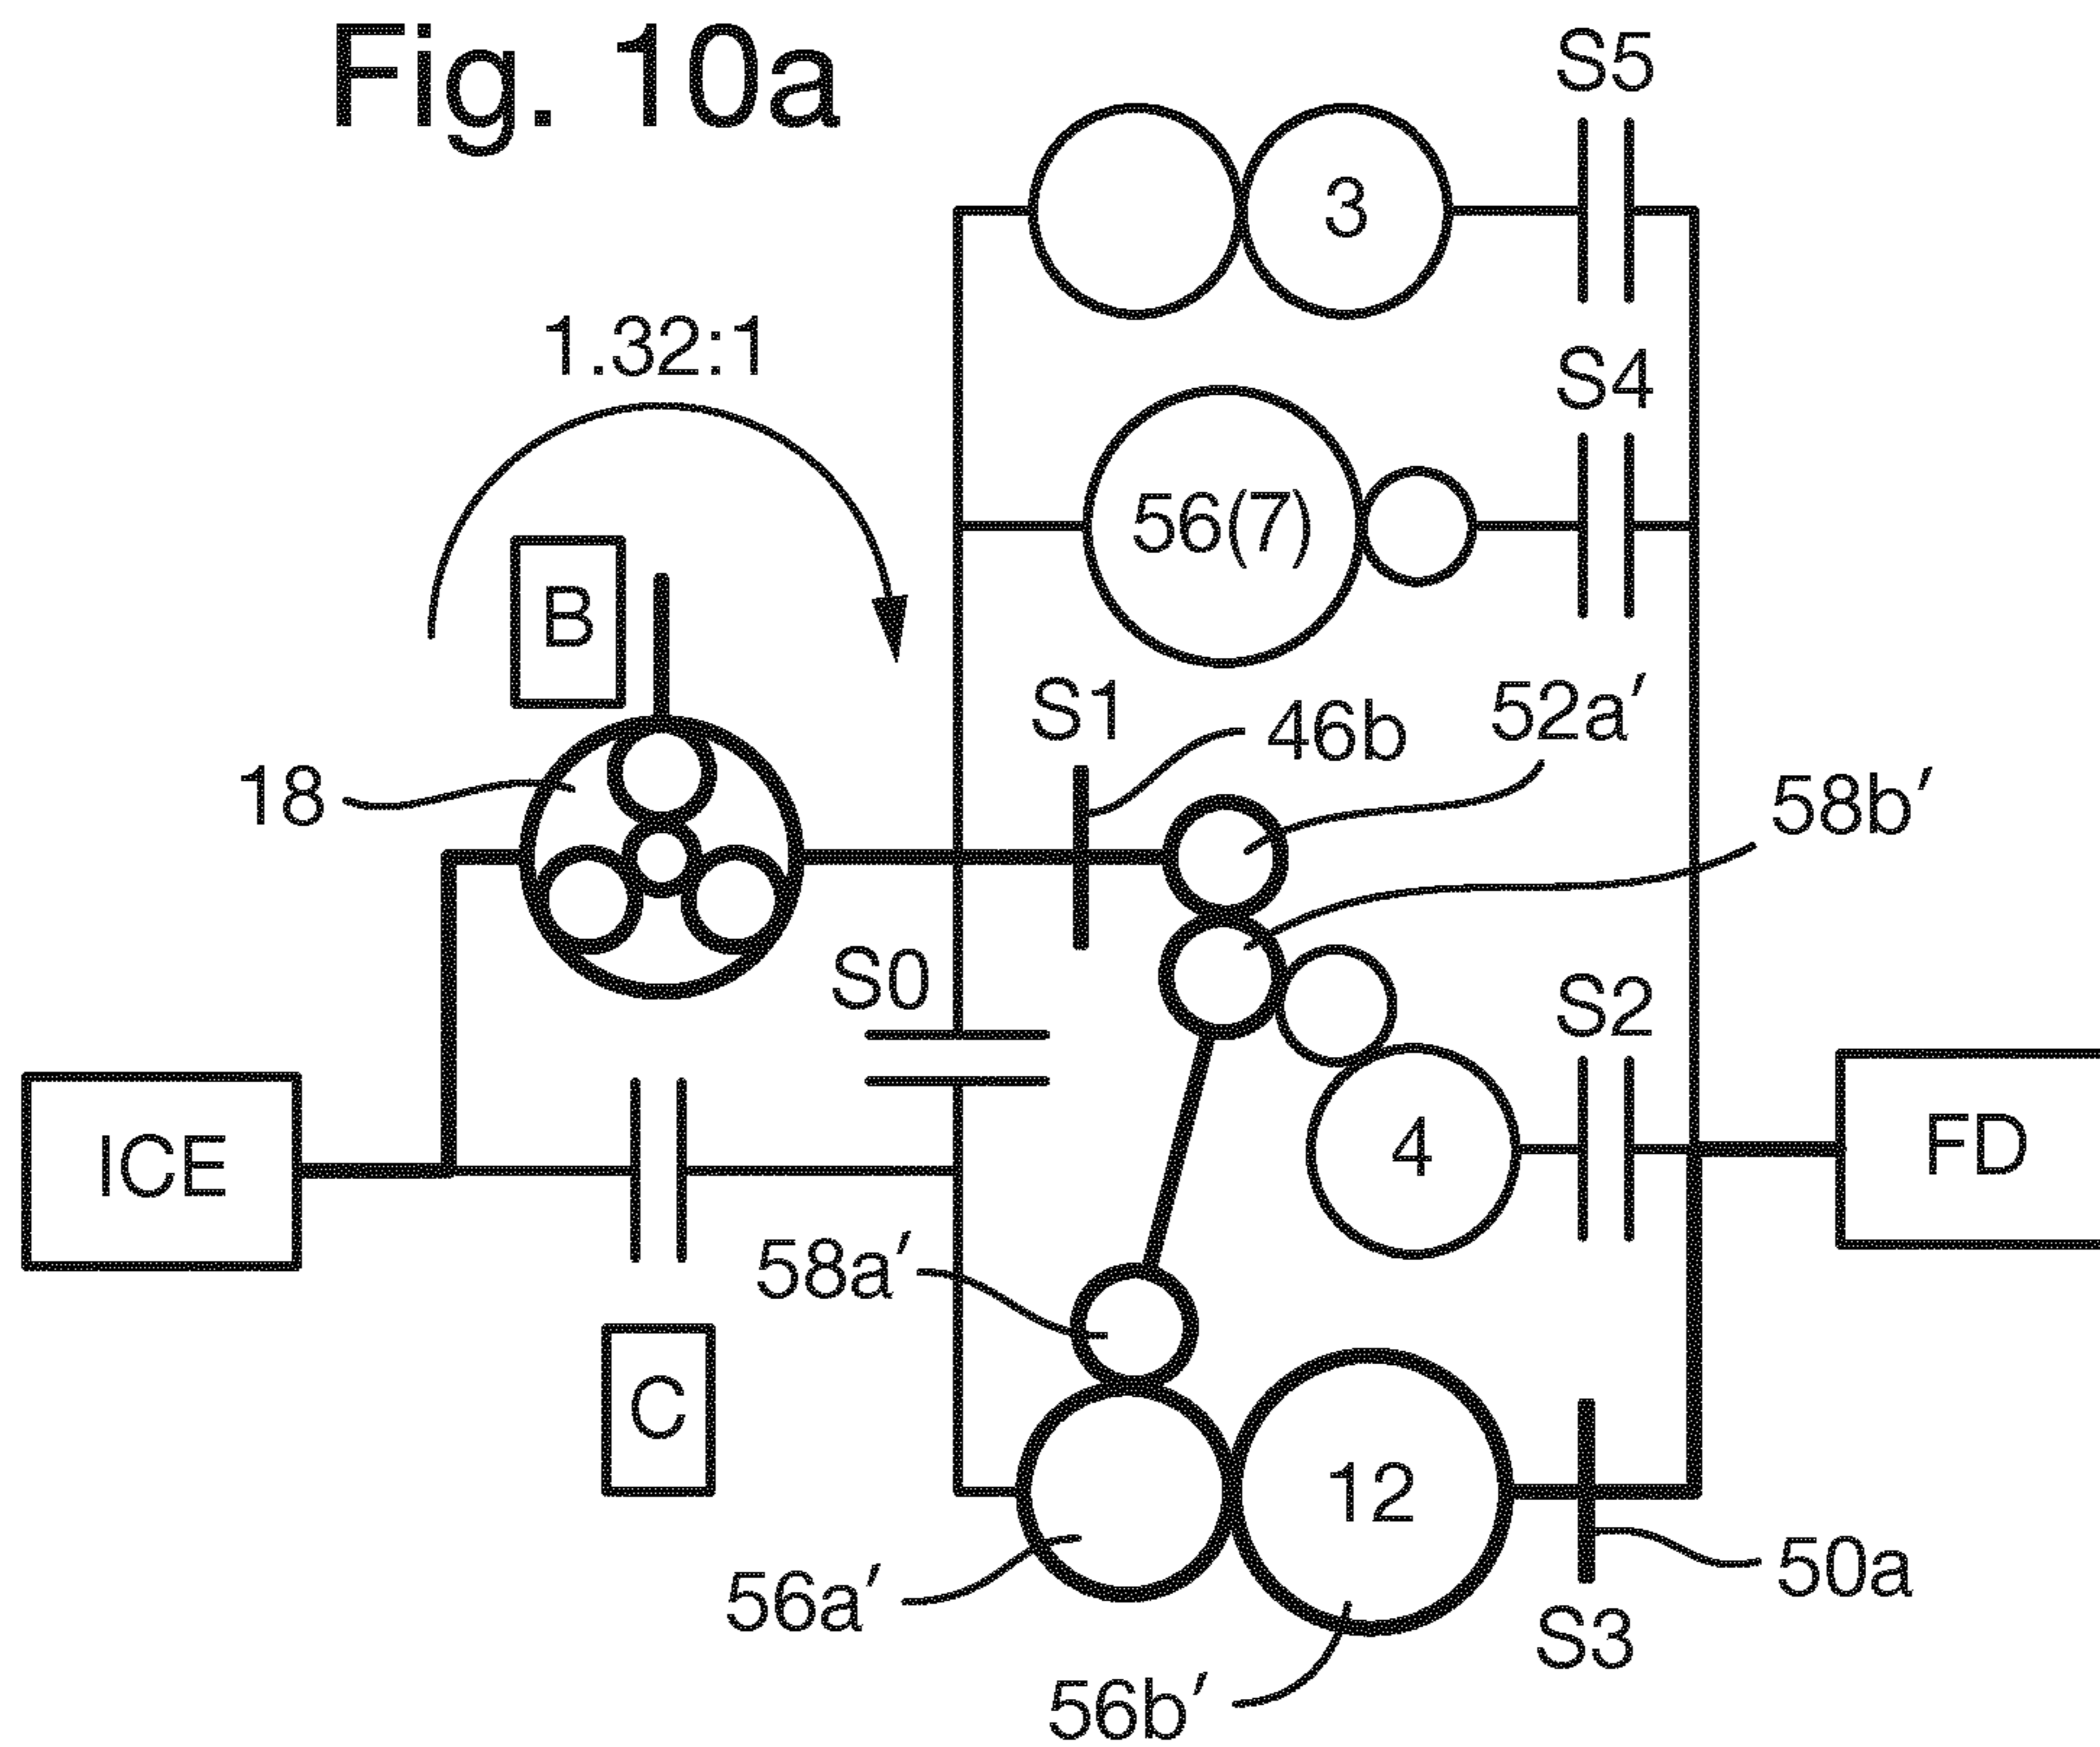 Fig. 10a
S5
3
1.32:1
S4
56(7)
B
S1
46b
52a′
18
58b′
S0
S2
ICE
4
FD
58a′
C
12
56a′
50a
S3
56b′